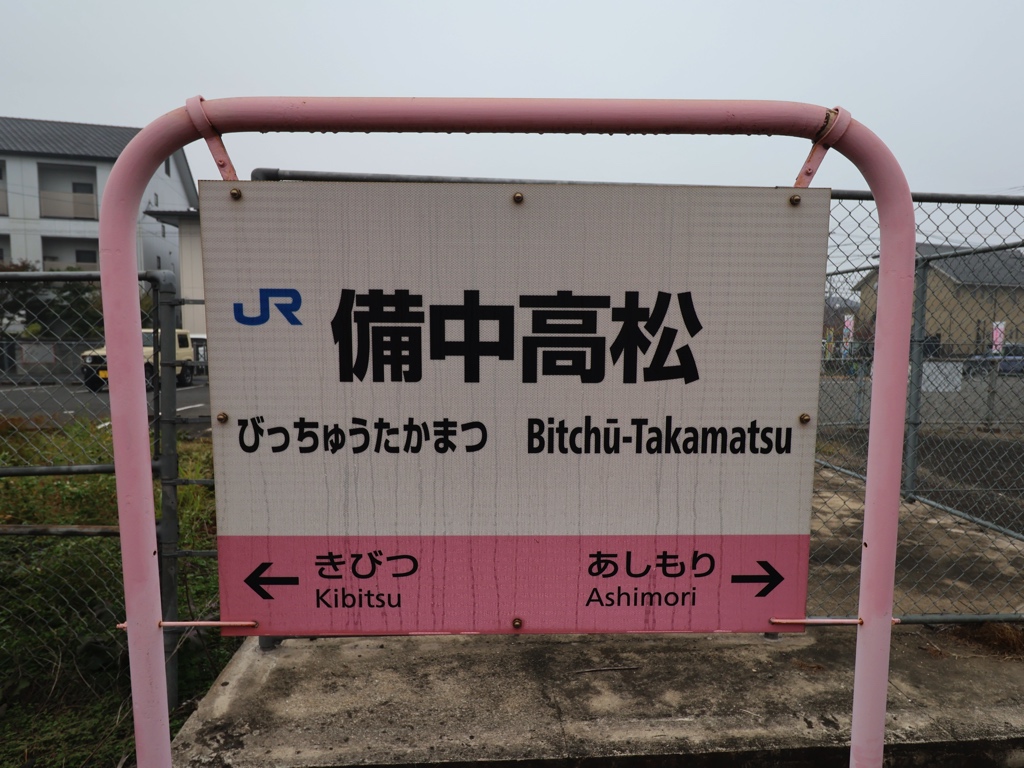 JR 備中高松
びっちゅうたかまつ Bitchū-Takamatsu
← きびつ あしもり →
Kibitsu Ashimori